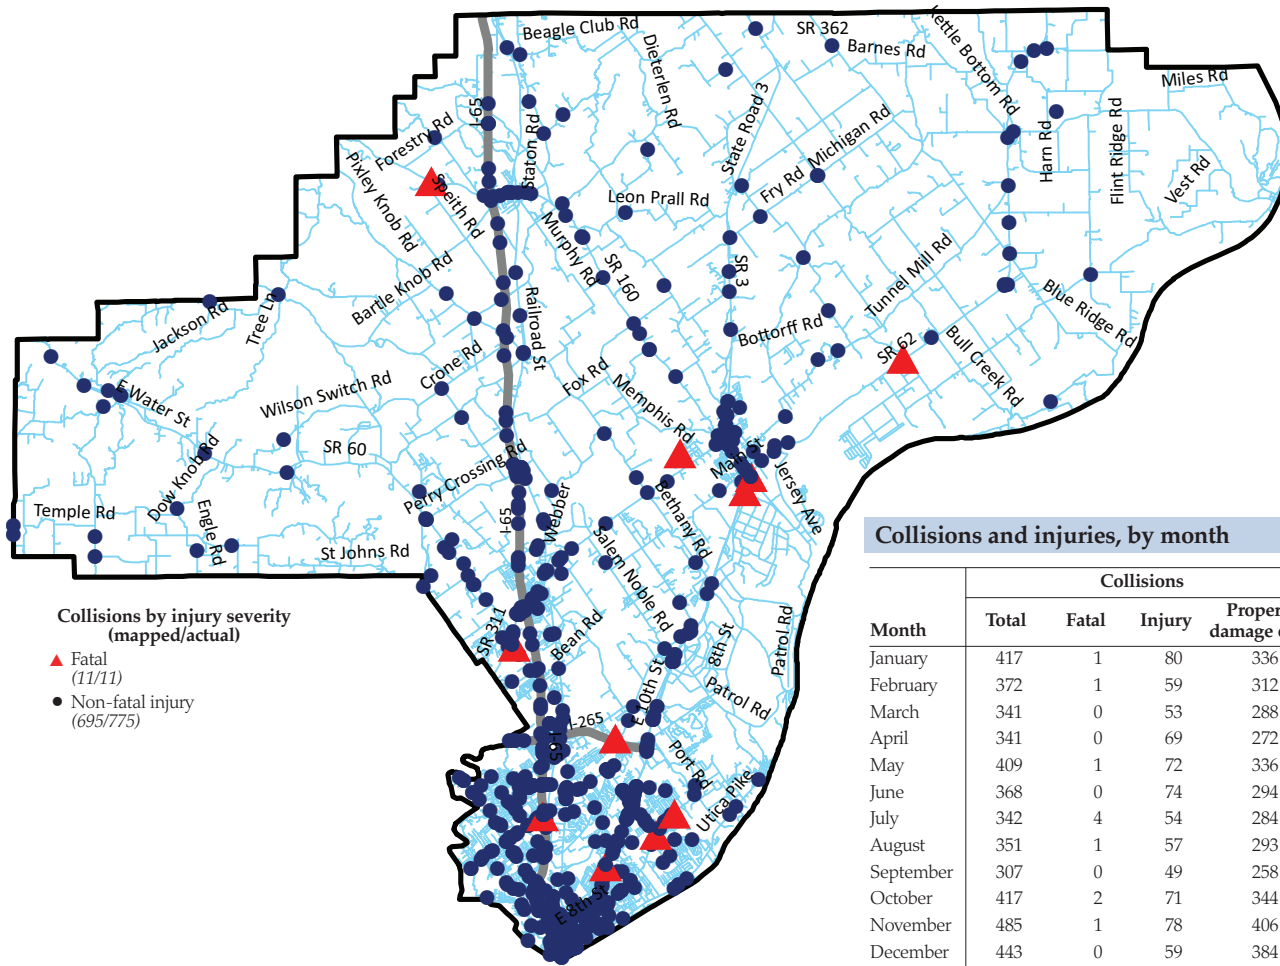 Beagle Club Rd
SR 362
Barnes Rd
Kettle Bottom Rd
Miles Rd
Dieterlen Rd
I-65
Staton Rd
State Road 3
Michigan Rd
Harn Rd
Flint Ridge Rd
Forestry Rd
Pixley Knob Rd
Speith Rd
Leon Prall Rd
Fry Rd
Vest Rd
Murphy Rd
SR 160
SR 3
Tunnel Mill Rd
Bartle Knob Rd
Blue Ridge Rd
Jackson Rd
Tree Ln
Railroad St
Bottorff Rd
SR 62
Bull Creek Rd
E Water St
Wilson Switch Rd
Crone Rd
Fox Rd
Memphis Rd
SR 60
Dow Knob Rd
Perry Crossing Rd
Main St
Jersey Ave
Temple Rd
Engle Rd
St Johns Rd
I-65
Webber
Bethany Rd
Salem Noble Rd
SR 311
Bean Rd
8th St
Patrol Rd
E 10th St
Patrol Rd
I-265
I-65
Port Rd
Utica Pike
E 8th St
Collisions by injury severity
(mapped/actual)
Fatal
(11/11)
Non-fatal injury
(695/775)
Collisions and injuries, by month
Collisions
Month Total Fatal Injury
January 417 1 80 336
February 372 1 59 312
March 341 0 53 288
April 341 0 69 272
May 409 1 72 336
June 368 0 74 294
July 342 4 54 284
August 351 1 57 293
September 307 0 49 258
October 417 2 71 344
November 485 1 78 406
December 443 0 59 384